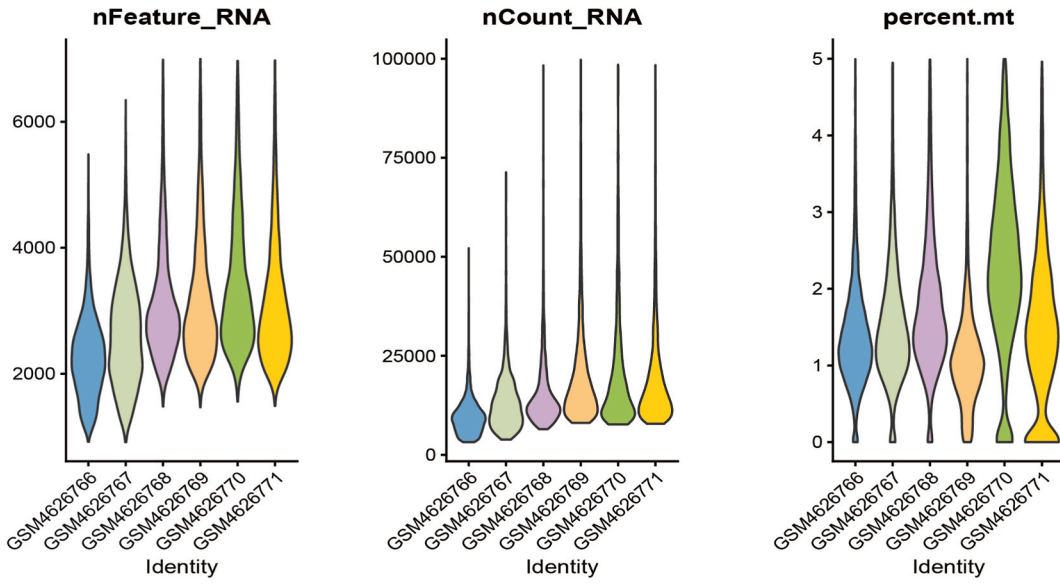 nFeature_RNA
6000
4000
2000
GSM4626766
GSM4626767
GSM4626768
GSM4626769
GSM4626770
GSM4626771
Identity
nCount_RNA
100000
75000
50000
25000
0
GSM4626766
GSM4626767
GSM4626768
GSM4626769
GSM4626770
GSM4626771
Identity
percent.mt
5
4
3
2
1
0
GSM4626766
GSM4626767
GSM4626768
GSM4626769
GSM4626770
GSM4626771
Identity